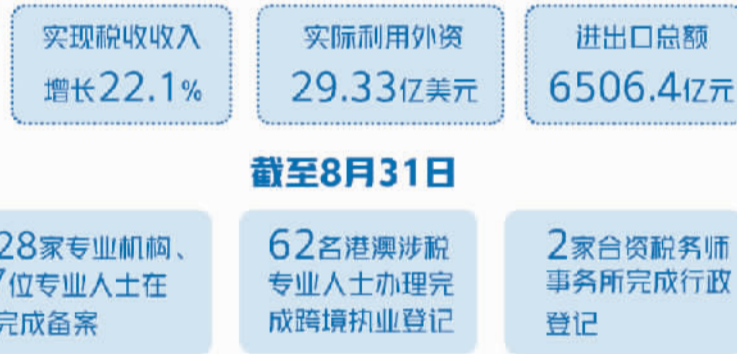 实现税收收入
增长22.1%
实际利用外资
29.33亿美元
进出口总额
6506.4亿元
截至8月31日
28家专业机构、
7位专业人士在
完成备案
62名港澳涉税
专业人士办理完
成跨境执业登记
2家合资税务师
事务所完成行政
登记